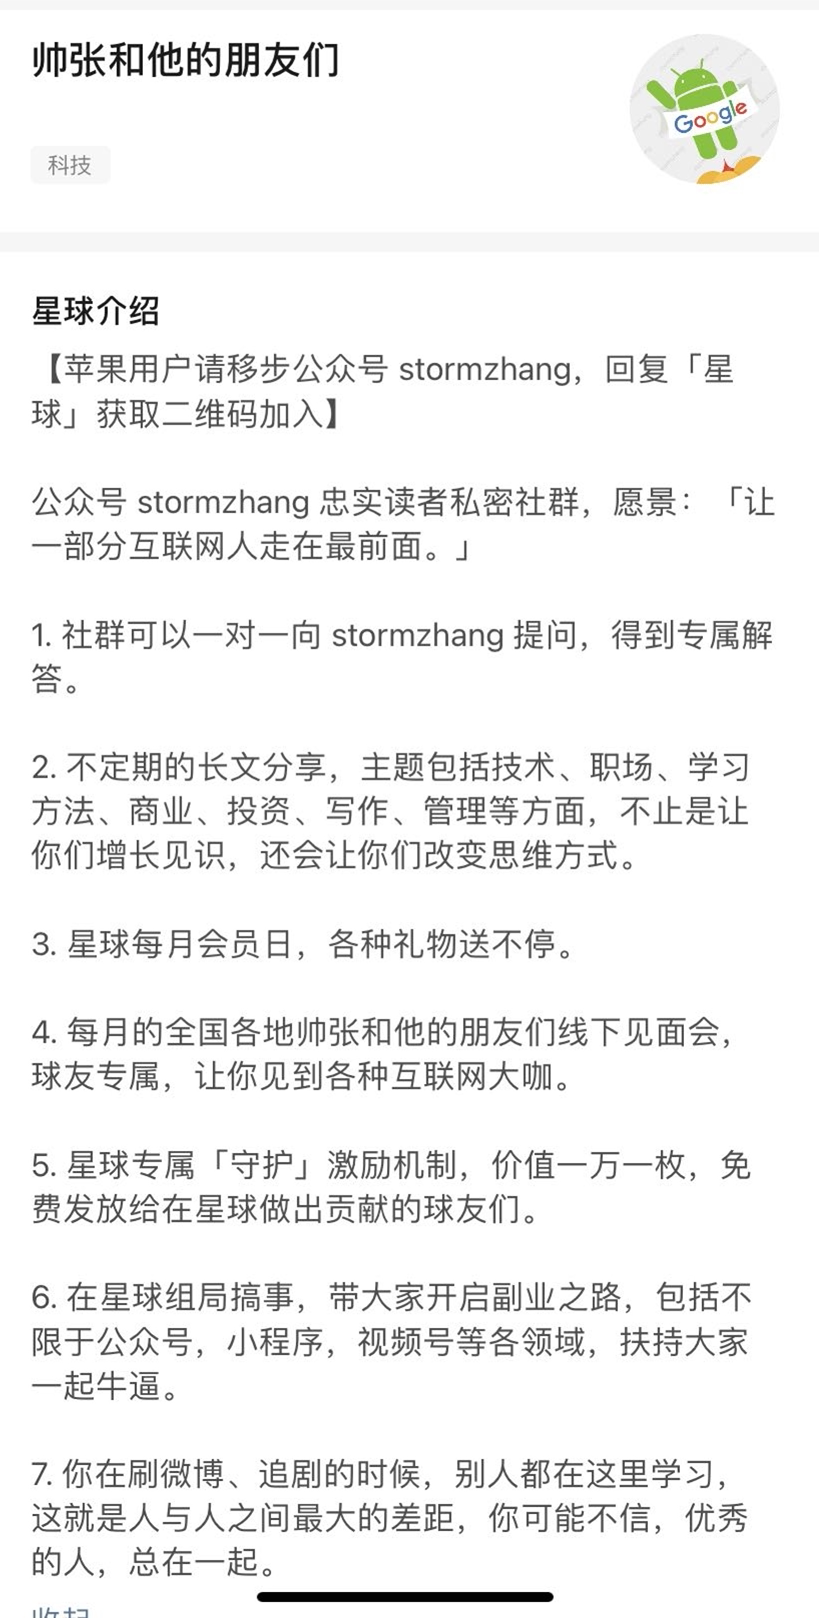 帅张和他的朋友们
Google
科技
星球介绍
【苹果用户请移步公众号 stormzhang，回复「星
球」获取二维码加入】
公众号 stormzhang 忠实读者私密社群，愿景：「让
一部分互联网人走在最前面。」
1. 社群可以一对一向 stormzhang 提问，得到专属解
答。
2. 不定期的长文分享，主题包括技术、职场、学习
方法、商业、投资、写作、管理等方面，不止是让
你们增长见识，还会让你们改变思维方式。
3. 星球每月会员日，各种礼物送不停。
4. 每月的全国各地帅张和他的朋友们线下见面会，
球友专属，让你见到各种互联网大咖。
5. 星球专属「守护」激励机制，价值一万一枚，免
费发放给在星球做出贡献的球友们。
6. 在星球组局搞事，带大家开启副业之路，包括不
限于公众号，小程序，视频号等各领域，扶持大家
一起牛逼。
7. 你在刷微博、追剧的时候，别人都在这里学习，
这就是人与人之间最大的差距，你可能不信，优秀
的人，总在一起。
收起